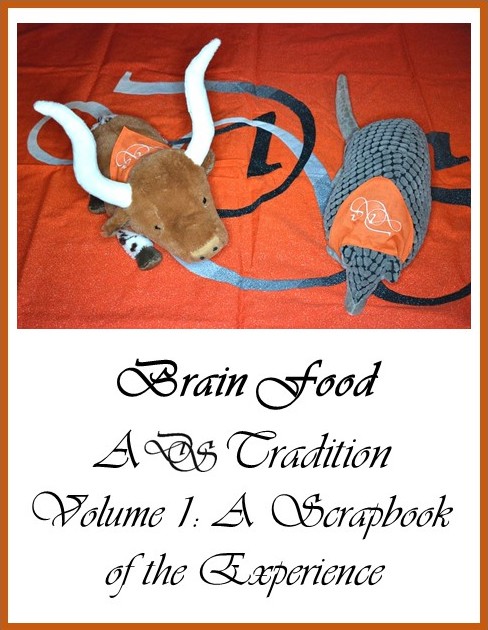 Brain Food
A DS Tradition
Volume 1: A Scrapbook
of the Experience